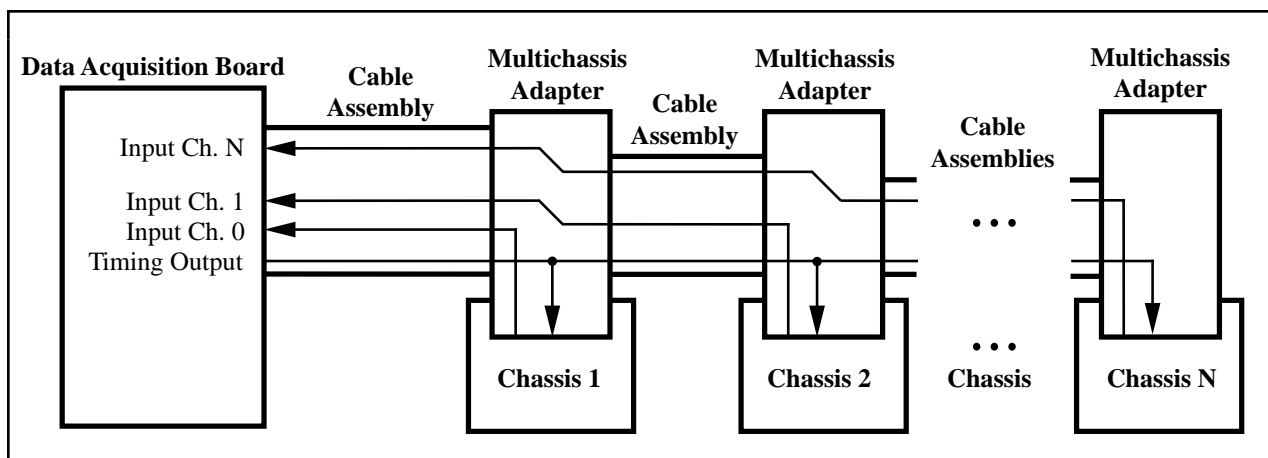 Data Acquisition Board
Cable
Assembly
Multichassis
Adapter
Cable
Assembly
Multichassis
Adapter
Cable
Assemblies
Multichassis
Adapter
Input Ch. N
Input Ch. 1
Input Ch. 0
Timing Output
• • •
• • •
Chassis 1
Chassis 2
Chassis
Chassis N